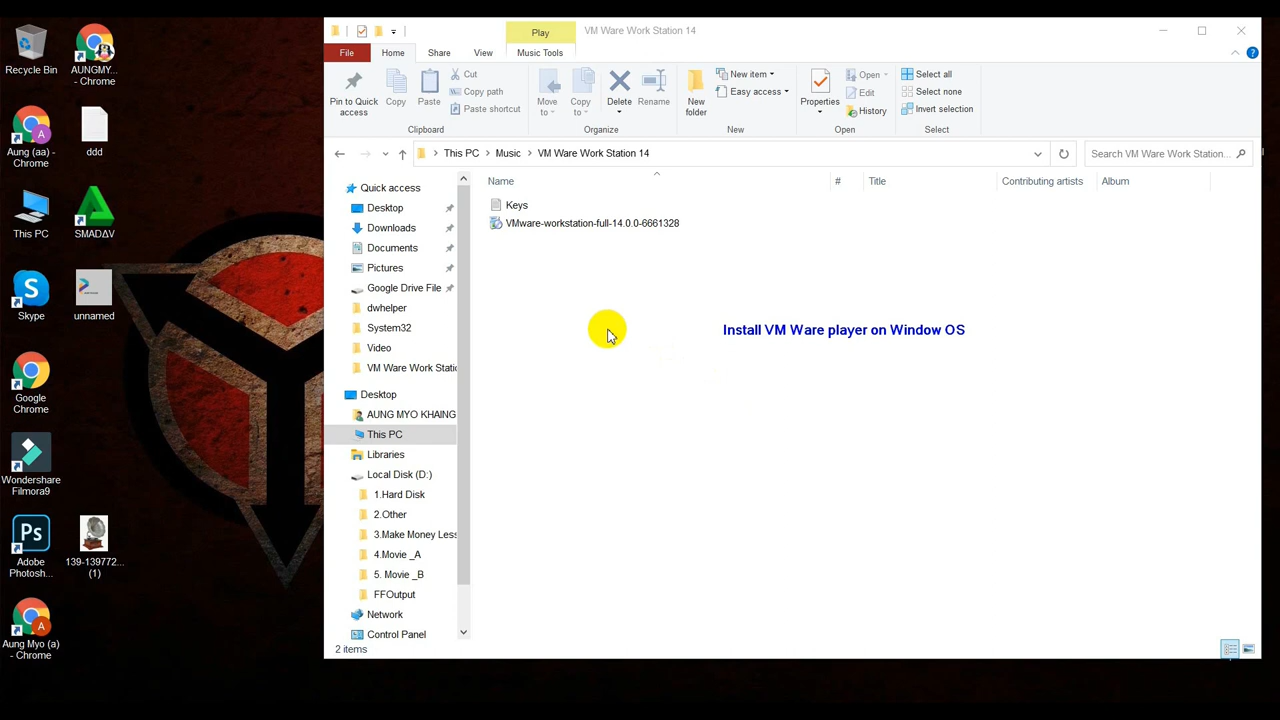 Recycle Bin
AUNGMY...
- Chrome
Aung (aa) -
Chrome
ddd
This PC
SMADΔV
Skype
unnamed
Google
Chrome
Wondershare
Filmora9
Ps
Adobe
Photosh...
139-139772...
(1)
Aung Myo (a)
- Chrome
Play
VM Ware Work Station 14
File
Home
Share
View
Music Tools
Pin to Quick
access
Copy
Paste
Cut
Copy path
Paste shortcut
Clipboard
Move
to
Copy
to
Delete
Rename
Organize
New
folder
New item
Easy access
New
Properties
Open
Edit
History
Open
Select all
Select none
Invert selection
Select
This PC > Music > VM Ware Work Station 14
Search VM Ware Work Station...
Name
#
Title
Contributing artists
Album
Keys
VMware-workstation-full-14.0.0-6661328
Install VM Ware player on Window OS
Quick access
Desktop
Downloads
Documents
Pictures
Google Drive File
dwhelper
System32
Video
VM Ware Work Static
Desktop
AUNG MYO KHAING
This PC
Libraries
Local Disk (D:)
1.Hard Disk
2.Other
3.Make Money Less
4.Movie _A
5. Movie _B
FFOutput
Network
Control Panel
2 items